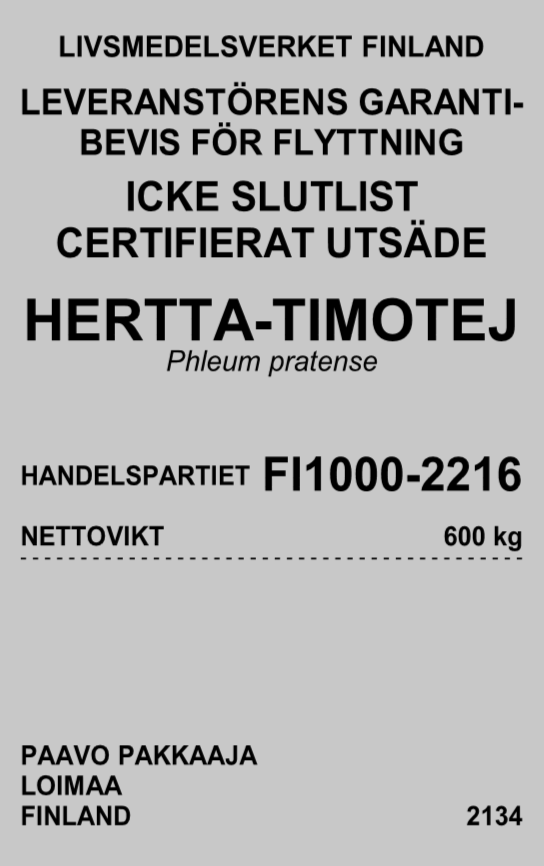 LIVSMEDELSVERKET FINLAND
LEVERANSTÖRENS GARANTI-
BEVIS FÖR FLYTTNING
ICKE SLUTLIST
CERTIFIERAT UTSÄDE
HERTTA-TIMOTEJ
Phleum pratense
HANDELSPARTIET FI1000-2216
NETTOVIKT 600 kg
PAAVO PAKKAAJA
LOIMAA
FINLAND 2134